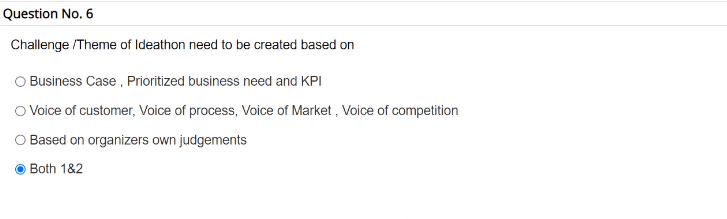 Question No. 6
Challenge /Theme of Ideathon need to be created based on
Business Case , Prioritized business need and KPI
Voice of customer, Voice of process, Voice of Market , Voice of competition
Based on organizers own judgements
Both 1&2